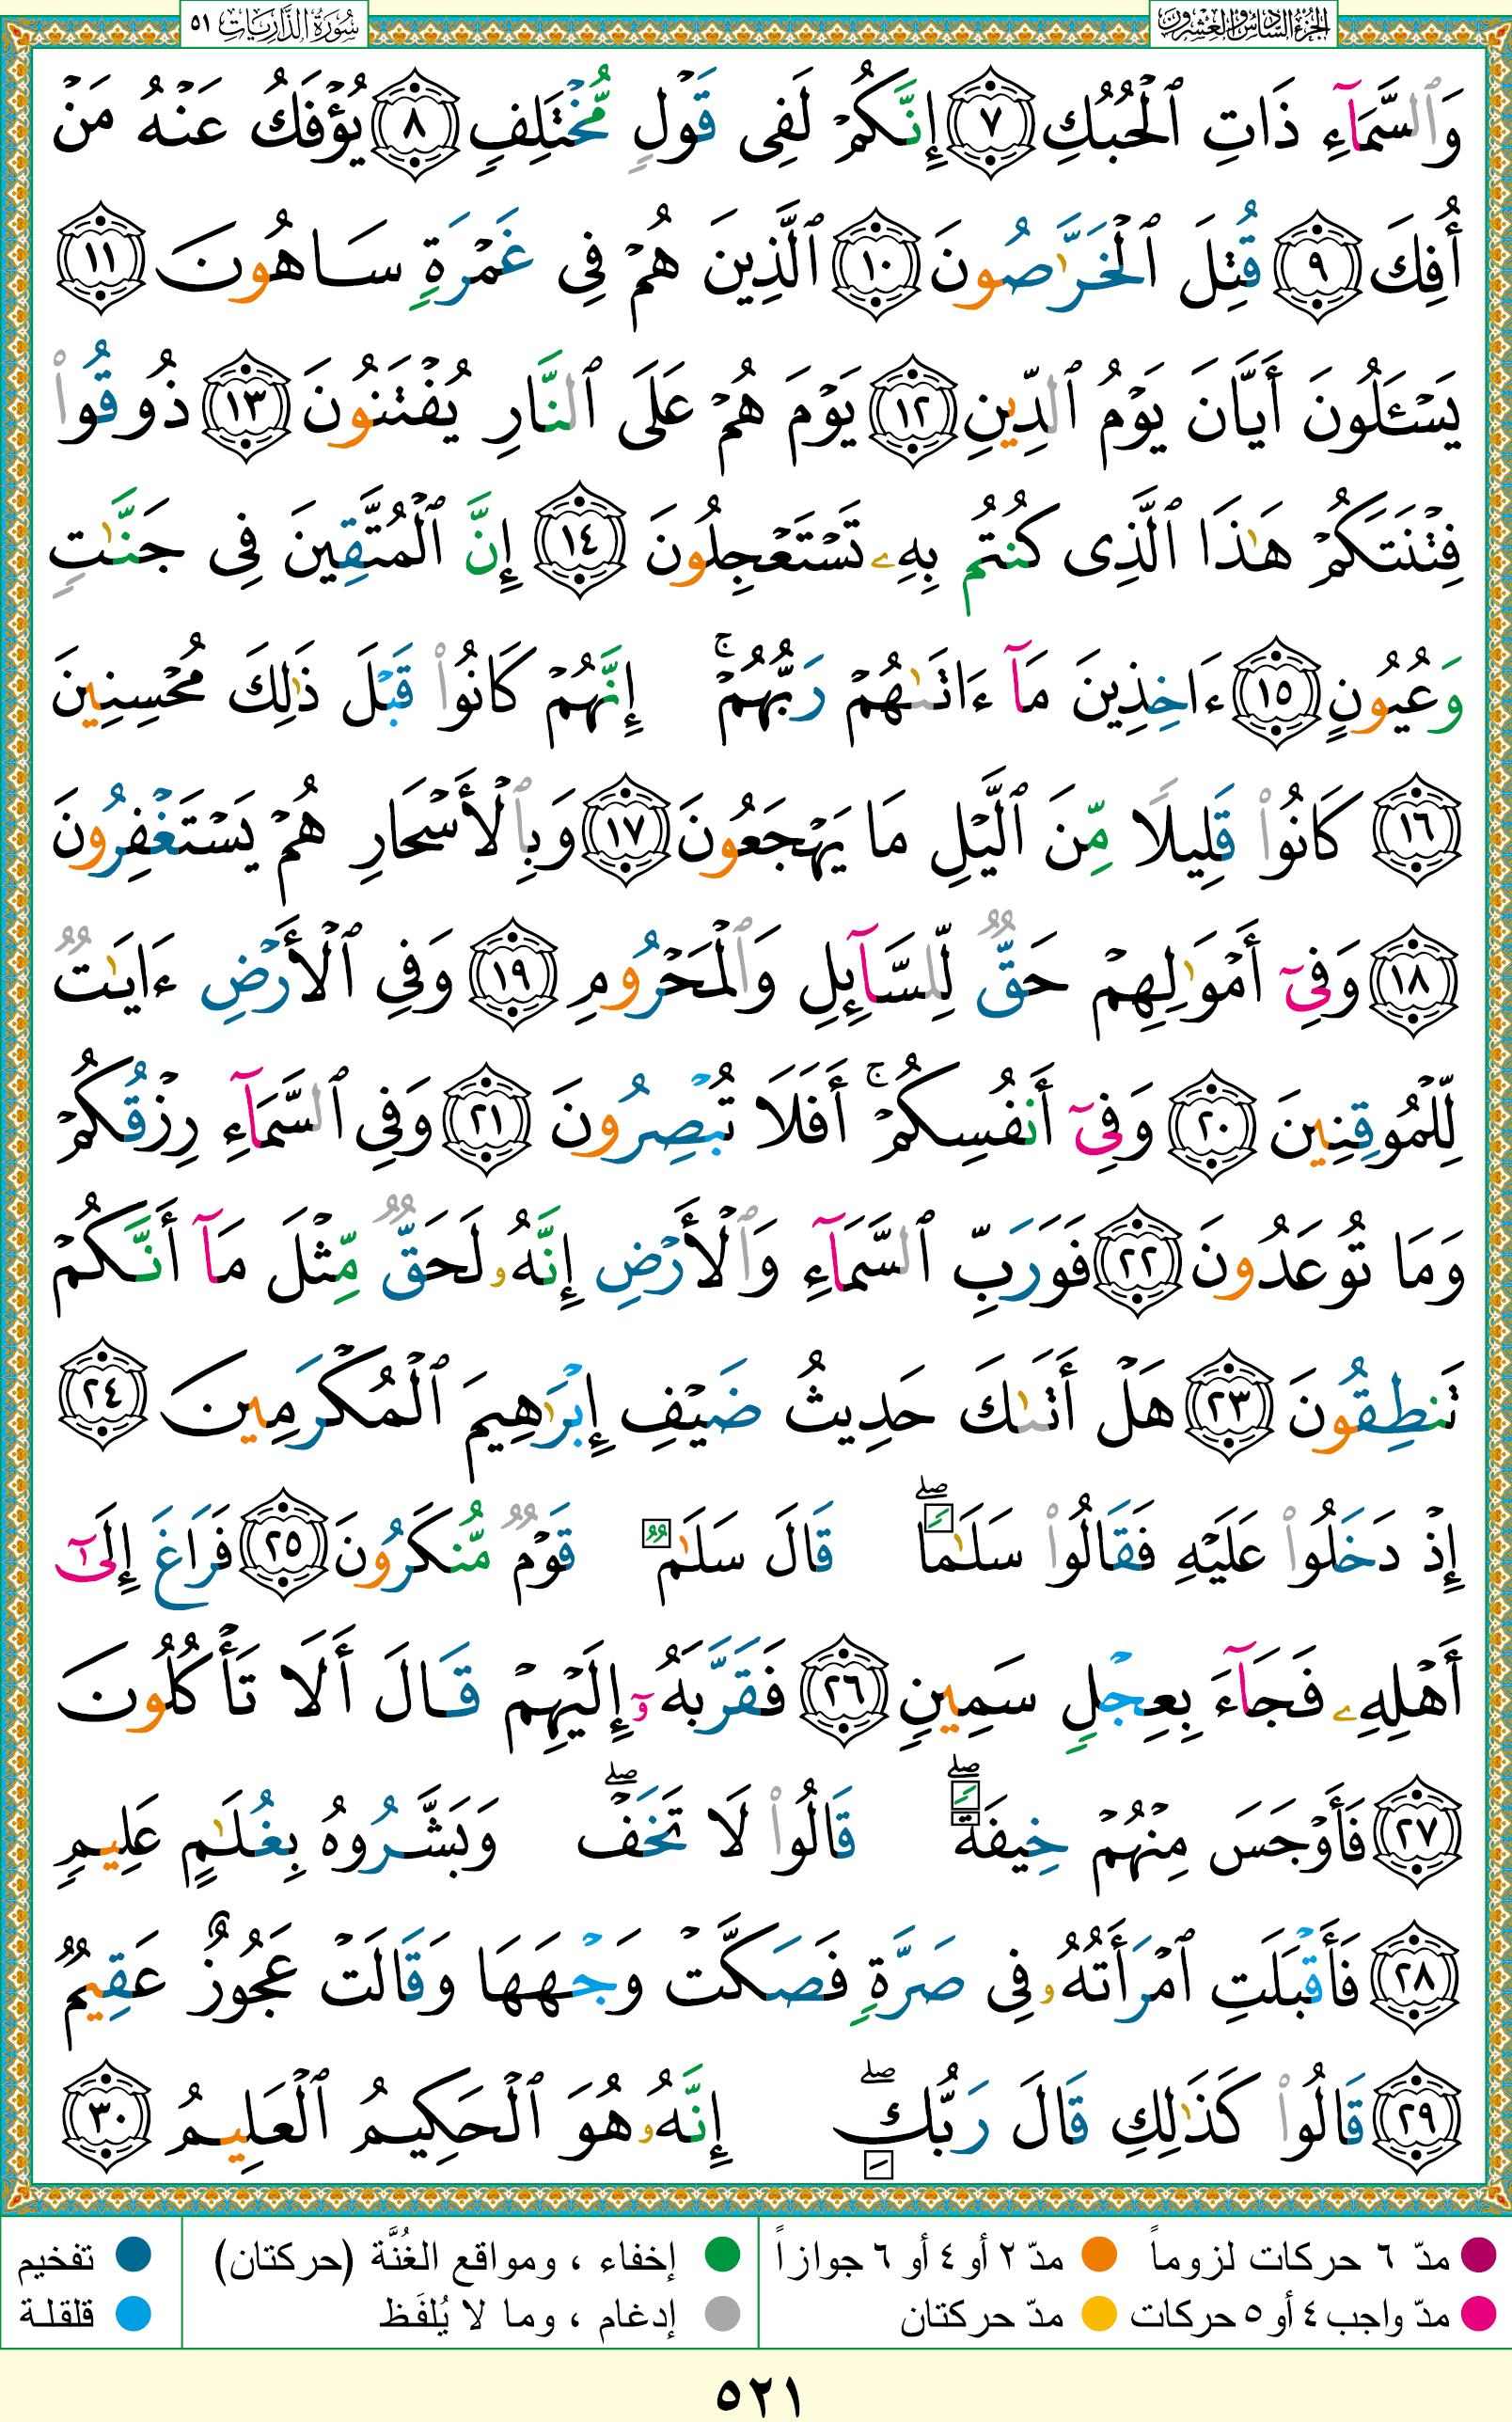 الجزء السادس والعشرون
سورة الذاريات ٥١
وَٱلسَّمَآءِ ذَاتِ ٱلْحُبُكِ ٧ إِنَّكُمْ لَفِى قَوْلٍ مُّخْتَلِفٍ ٨ يُؤْفَكُ عَنْهُ مَنْ
أُفِكَ ٩ قُتِلَ ٱلْخَرَّٰصُونَ ١٠ ٱلَّذِينَ هُمْ فِى غَمْرَةٍ سَاهُونَ ١١
يَسْـَٔلُونَ أَيَّانَ يَوْمُ ٱلدِّينِ ١٢ يَوْمَ هُمْ عَلَى ٱلنَّارِ يُفْتَنُونَ ١٣ ذُوقُوا۟
فِتْنَتَكُمْ هَـٰذَا ٱلَّذِى كُنتُم بِهِۦ تَسْتَعْجِلُونَ ١٤ إِنَّ ٱلْمُتَّقِينَ فِى جَنَّـٰتٍ
وَعُيُونٍ ١٥ ءَاخِذِينَ مَآ ءَاتَىٰهُمْ رَبُّهُمْ ۚ إِنَّهُمْ كَانُوا۟ قَبْلَ ذَٰلِكَ مُحْسِنِينَ
١٦ كَانُوا۟ قَلِيلًا مِّنَ ٱلَّيْلِ مَا يَهْجَعُونَ ١٧ وَبِٱلْأَسْحَارِ هُمْ يَسْتَغْفِرُونَ
١٨ وَفِىٓ أَمْوَٰلِهِمْ حَقٌّ لِّلسَّآئِلِ وَٱلْمَحْرُومِ ١٩ وَفِى ٱلْأَرْضِ ءَايَـٰتٌ
لِّلْمُوقِنِينَ ٢٠ وَفِىٓ أَنفُسِكُمْ ۚ أَفَلَا تُبْصِرُونَ ٢١ وَفِى ٱلسَّمَآءِ رِزْقُكُمْ
وَمَا تُوعَدُونَ ٢٢ فَوَرَبِّ ٱلسَّمَآءِ وَٱلْأَرْضِ إِنَّهُۥ لَحَقٌّ مِّثْلَ مَآ أَنَّكُمْ
تَنطِقُونَ ٢٣ هَلْ أَتَىٰكَ حَدِيثُ ضَيْفِ إِبْرَٰهِيمَ ٱلْمُكْرَمِينَ ٢٤
إِذْ دَخَلُوا۟ عَلَيْهِ فَقَالُوا۟ سَلَـٰمًا ۖ قَالَ سَلَـٰمٌ قَوْمٌ مُّنكَرُونَ ٢٥ فَرَاغَ إِلَىٰٓ
أَهْلِهِۦ فَجَآءَ بِعِجْلٍ سَمِينٍ ٢٦ فَقَرَّبَهُۥٓ إِلَيْهِمْ قَالَ أَلَا تَأْكُلُونَ
٢٧ فَأَوْجَسَ مِنْهُمْ خِيفَةً ۖ قَالُوا۟ لَا تَخَفْ ۖ وَبَشَّرُوهُ بِغُلَـٰمٍ عَلِيمٍ
٢٨ فَأَقْبَلَتِ ٱمْرَأَتُهُۥ فِى صَرَّةٍ فَصَكَّتْ وَجْهَهَا وَقَالَتْ عَجُوزٌ عَقِيمٌ
٢٩ قَالُوا۟ كَذَٰلِكِ قَالَ رَبُّكِ ۖ إِنَّهُۥ هُوَ ٱلْحَكِيمُ ٱلْعَلِيمُ ٣٠
مدّ ٦ حركات لزوماً مدّ ٢ أو ٤ أو ٦ جوازاً إخفاء ، ومواقع الغُنَّة (حركتان) تفخيم
مدّ واجب ٤ أو ٥ حركات مدّ حركتان إدغام ، وما لا يُلفَظ قلقلة
٥٢١